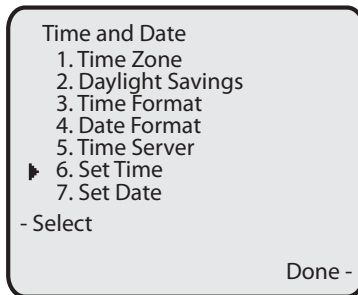 Time and Date
1. Time Zone
2. Daylight Savings
3. Time Format
4. Date Format
5. Time Server
6. Set Time
7. Set Date
- Select
Done -